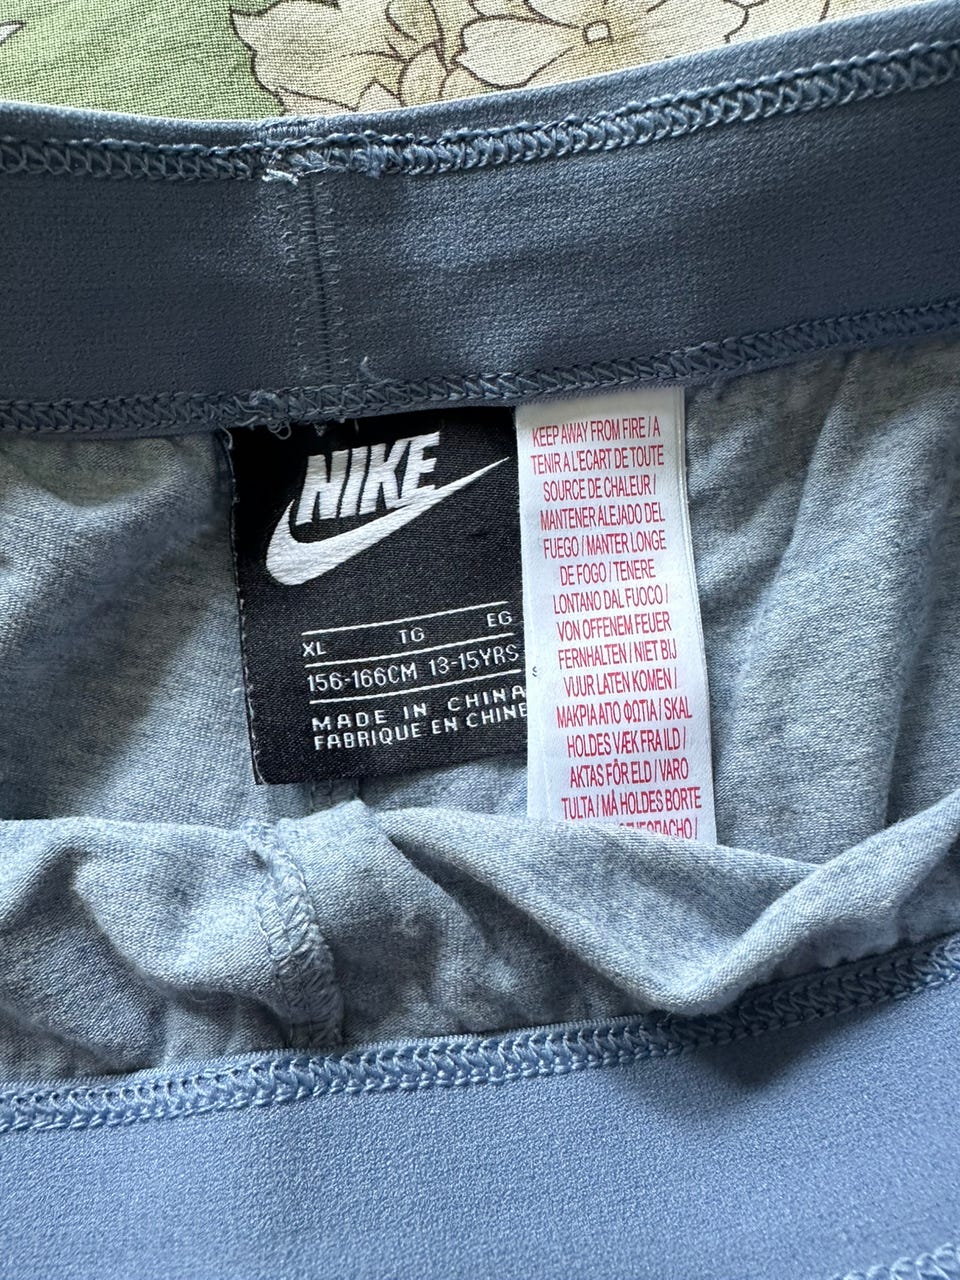 NIKE
XL TG EG
156-166CM 13-15YRS
MADE IN CHINA
FABRIQUE EN CHINE
KEEP AWAY FROM FIRE / A
TENIR A L'ECART DE TOUTE
SOURCE DE CHALEUR /
MANTENER ALEJADO DEL
FUEGO / MANTER LONGE
DE FOGO / TENERE
LONTANO DAL FUOCO /
VON OFFENEM FEUER
FERNHALTEN / NIET BIJ
VUUR LATEN KOMEN /
ΜΑΚΡΙΑ ΑΠΟ ΦΩΤΙΑ / SKAL
HOLDES VÆK FRA ILD /
AKTAS FÖR ELD / VARO
TULTA / MÅ HOLDES BORTE